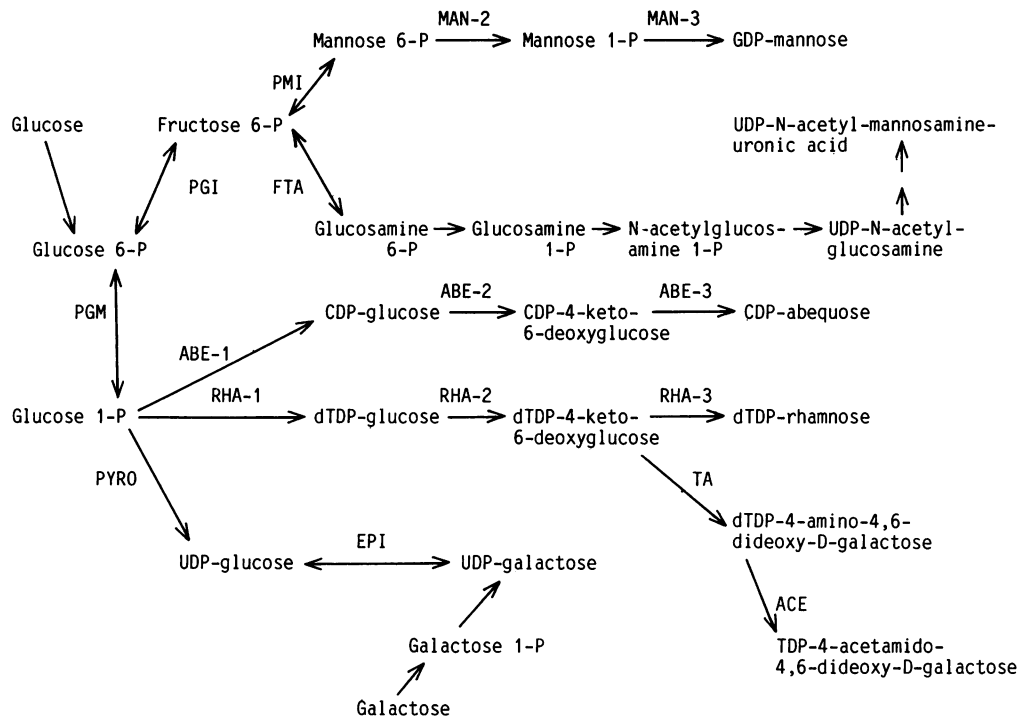 MAN-2 MAN-3
Mannose 6-P Mannose 1-P GDP-mannose
PMI
Glucose Fructose 6-P UDP-N-acetyl-mannosamine-
uronic acid
PGI FTA
Glucosamine Glucosamine N-acetylglucos- UDP-N-acetyl-
6-P 1-P amine 1-P glucosamine
Glucose 6-P
ABE-2 ABE-3
PGM CDP-glucose CDP-4-keto- CDP-abequose
6-deoxyglucose
ABE-1
RHA-1 RHA-2 RHA-3
Glucose 1-P dTDP-glucose dTDP-4-keto- dTDP-rhamnose
6-deoxyglucose
PYRO TA
dTDP-4-amino-4,6-
dideoxy-D-galactose
EPI
UDP-glucose UDP-galactose
ACE
Galactose 1-P TDP-4-acetamido-
4,6-dideoxy-D-galactose
Galactose